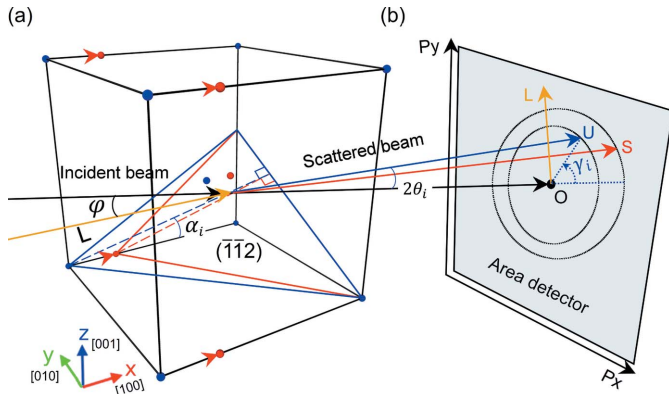 (a)
(b)
Py
L
U
S
γi
Scattered beam
Incident beam
2θi
O
φ
L
αi
(1̄1̄2)
Area detector
z
[001]
y
[010]
x
[100]
Px